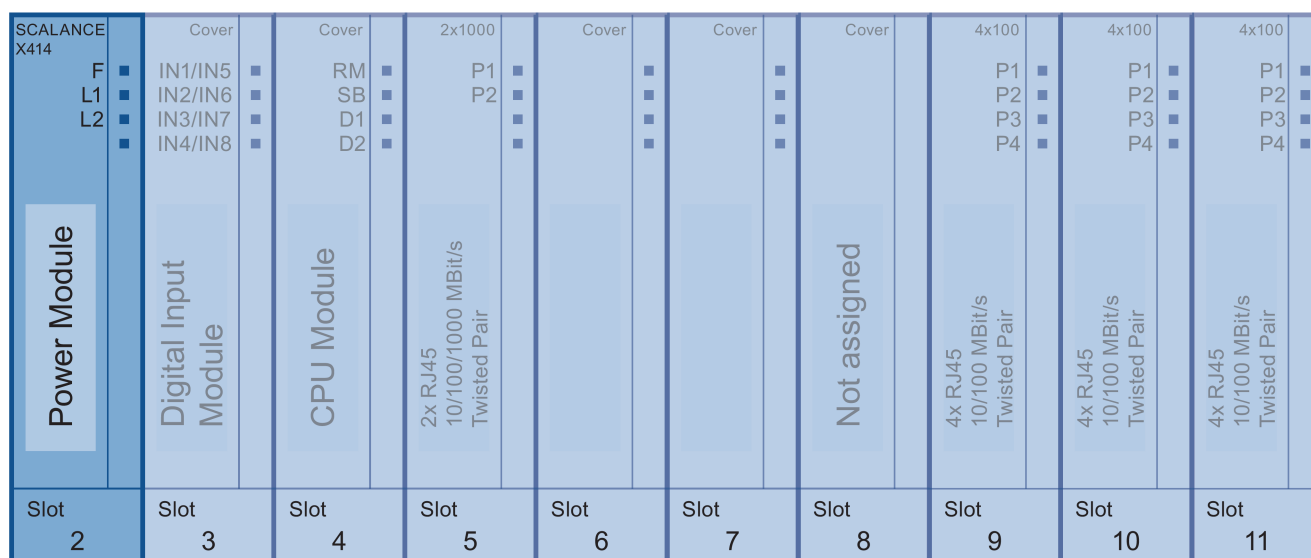 SCALANCE
X414
F
L1
L2
Power Module
Slot
2
Cover
IN1/IN5
IN2/IN6
IN3/IN7
IN4/IN8
Digital Input
Module
Slot
3
Cover
RM
SB
D1
D2
CPU Module
Slot
4
2x1000
P1
P2
2x RJ45
10/100/1000 MBit/s
Twisted Pair
Slot
5
Cover
Slot
6
Cover
Slot
7
Cover
Not assigned
Slot
8
4x100
P1
P2
P3
P4
4x RJ45
10/100 MBit/s
Twisted Pair
Slot
9
4x100
P1
P2
P3
P4
4x RJ45
10/100 MBit/s
Twisted Pair
Slot
10
4x100
P1
P2
P3
P4
4x RJ45
10/100 MBit/s
Twisted Pair
Slot
11